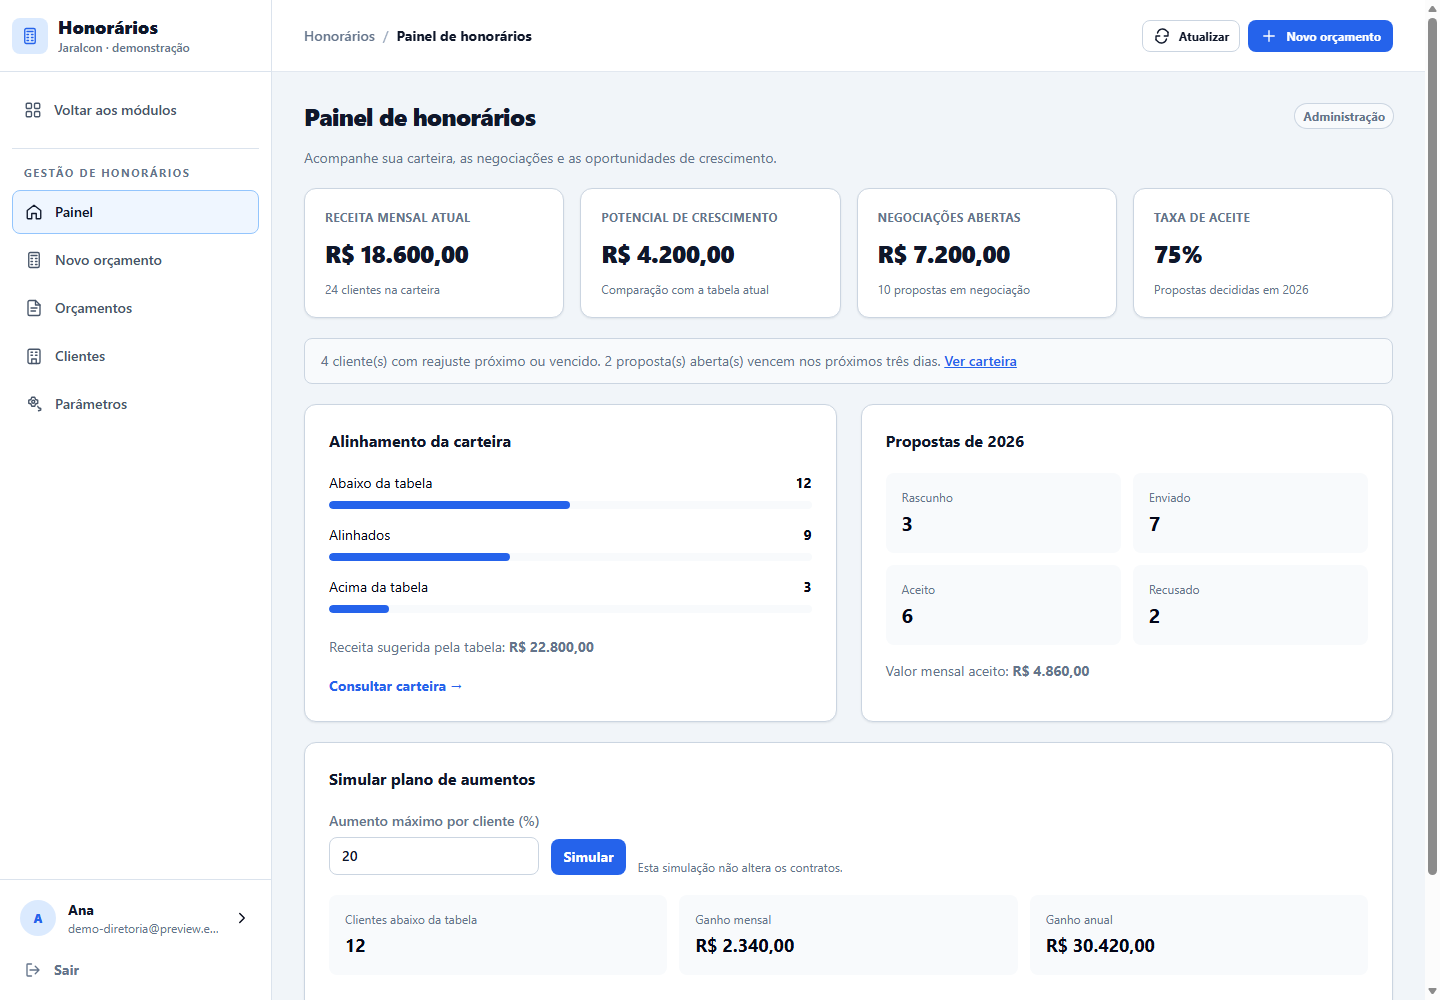 Honorários
Jaralcon · demonstração
Honorários / Painel de honorários
Atualizar
Novo orçamento
Voltar aos módulos
GESTÃO DE HONORÁRIOS
Painel
Novo orçamento
Orçamentos
Clientes
Parâmetros
Painel de honorários
Administração
Acompanhe sua carteira, as negociações e as oportunidades de crescimento.
RECEITA MENSAL ATUAL
R$ 18.600,00
24 clientes na carteira
POTENCIAL DE CRESCIMENTO
R$ 4.200,00
Comparação com a tabela atual
NEGOCIAÇÕES ABERTAS
R$ 7.200,00
10 propostas em negociação
TAXA DE ACEITE
75%
Propostas decididas em 2026
4 cliente(s) com reajuste próximo ou vencido. 2 proposta(s) aberta(s) vencem nos próximos três dias. Ver carteira
Alinhamento da carteira
Abaixo da tabela 12
Alinhados 9
Acima da tabela 3
Receita sugerida pela tabela: R$ 22.800,00
Consultar carteira →
Propostas de 2026
Rascunho
3
Enviado
7
Aceito
6
Recusado
2
Valor mensal aceito: R$ 4.860,00
Simular plano de aumentos
Aumento máximo por cliente (%)
20
Simular
Esta simulação não altera os contratos.
Clientes abaixo da tabela
12
Ganho mensal
R$ 2.340,00
Ganho anual
R$ 30.420,00
A
Ana
demo-diretoria@preview.e...
Sair